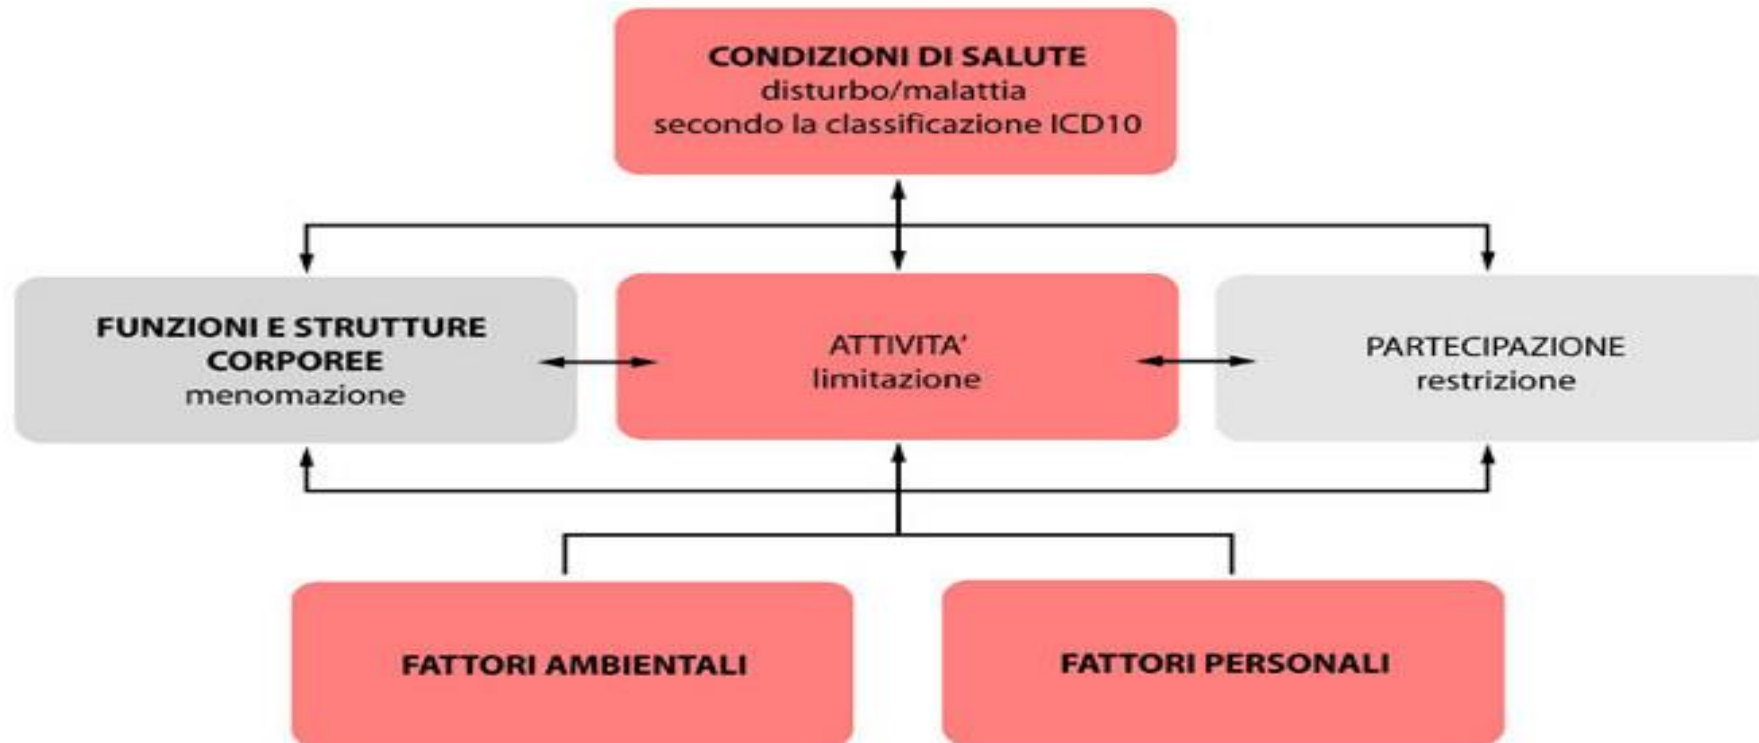 CONDIZIONI DI SALUTE
disturbo/malattia
secondo la classificazione ICD10
FUNZIONI E STRUTTURE
CORPOREE
menomazione
ATTIVITA'
limitazione
PARTECIPAZIONE
restrizione
FATTORI AMBIENTALI
FATTORI PERSONALI